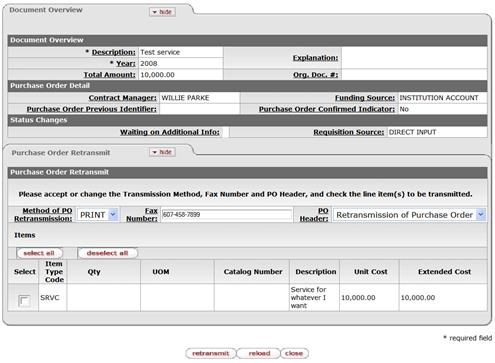 Document Overview
hide
Document Overview
* Description: Test service
Explanation:
* Year: 2008
Total Amount: 10,000.00
Org. Doc. #:
Purchase Order Detail
Contract Manager: WILLIE PARKE
Funding Source: INSTITUTION ACCOUNT
Purchase Order Previous Identifier:
Purchase Order Confirmed Indicator: No
Status Changes
Waiting on Additional Info:
Requisition Source: DIRECT INPUT
Purchase Order Retransmit
hide
Purchase Order Retransmit
Please accept or change the Transmission Method, Fax Number and PO Header, and check the line item(s) to be transmitted.
Method of PO Retransmission: PRINT
Fax Number: 607-458-7899
PO Header: Retransmission of Purchase Order
Items
select all
deselect all
Select Item Type Code Qty UOM Catalog Number Description Unit Cost Extended Cost
SRVC Service for whatever I want 10,000.00 10,000.00
* required field
retransmit reload close